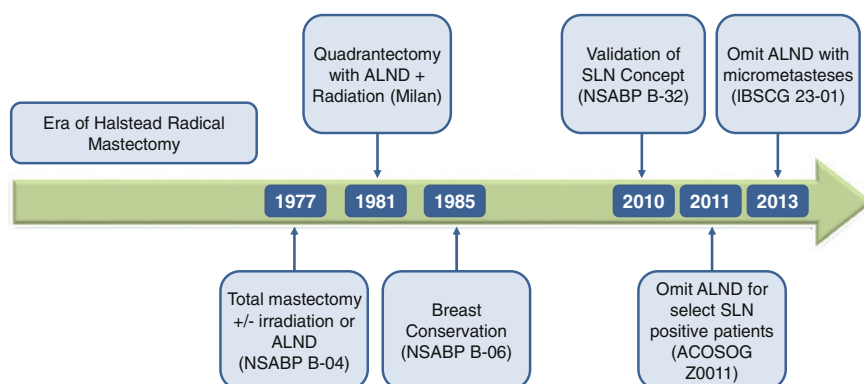 Quadrantectomy
with ALND +
Radiation (Milan)
Validation of
SLN Concept
(NSABP B-32)
Omit ALND with
micrometasteses
(IBSCG 23-01)
Era of Halstead Radical
Mastectomy
1977
1981
1985
2010
2011
2013
Total mastectomy
+/- irradiation or
ALND
(NSABP B-04)
Breast
Conservation
(NSABP B-06)
Omit ALND for
select SLN
positive patients
(ACOSOG
Z0011)